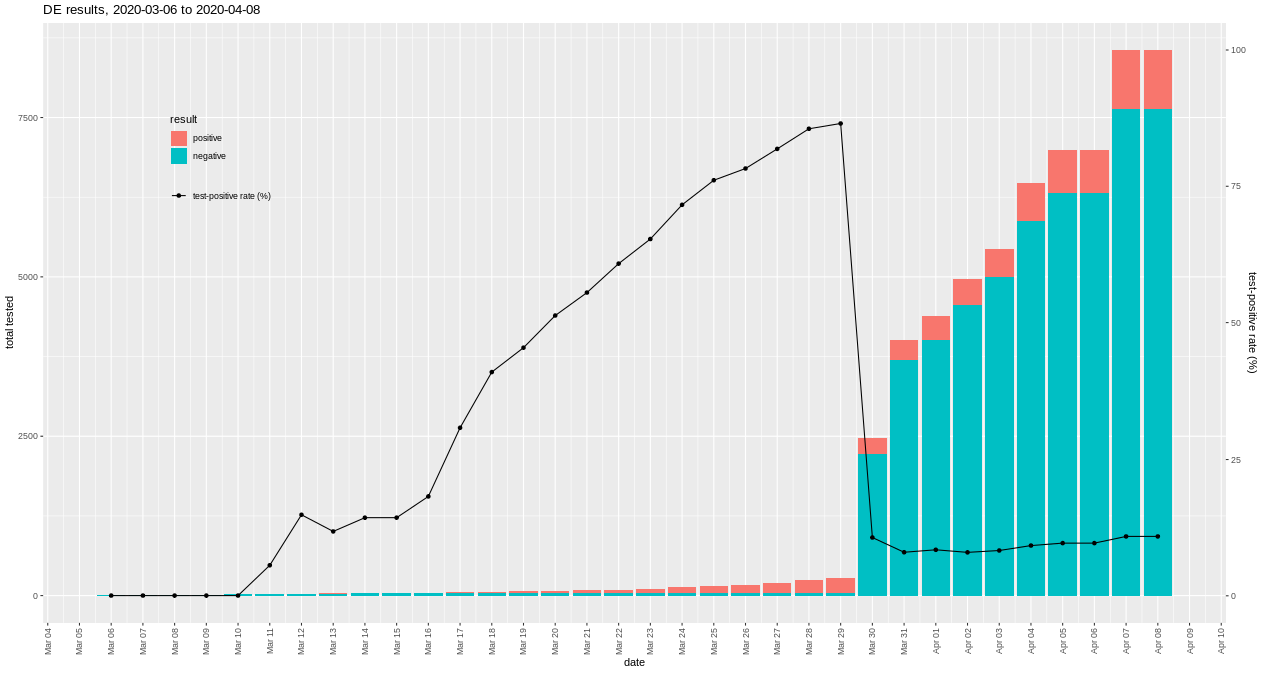 DE results, 2020-03-06 to 2020-04-08
total tested
7500
5000
2500
0
result
positive
negative
test-positive rate (%)
100
75
50
25
0
test-positive rate (%)
Mar 04
Mar 05
Mar 06
Mar 07
Mar 08
Mar 09
Mar 10
Mar 11
Mar 12
Mar 13
Mar 14
Mar 15
Mar 16
Mar 17
Mar 18
Mar 19
Mar 20
Mar 21
Mar 22
Mar 23
Mar 24
Mar 25
Mar 26
Mar 27
Mar 28
Mar 29
Mar 30
Mar 31
Apr 01
Apr 02
Apr 03
Apr 04
Apr 05
Apr 06
Apr 07
Apr 08
Apr 09
Apr 10
date